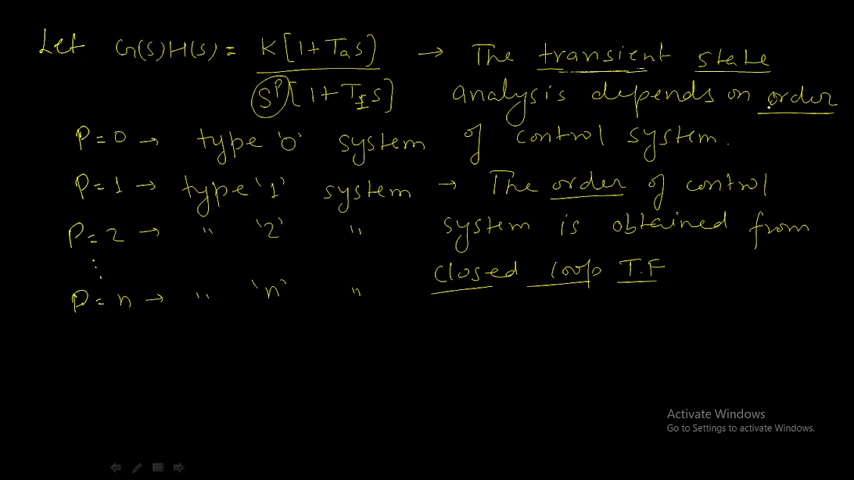 Let G(s)H(s) = K[1+Tas] / S^P[1+T1s] → The transient state
analysis depends on order
P=0 → type '0' system of control system.
P=1 → type '1' system → The order of control
P=2 → " '2' " system is obtained from
⋮ closed loop T.F
P=n → " 'n' "
Activate Windows
Go to Settings to activate Windows.